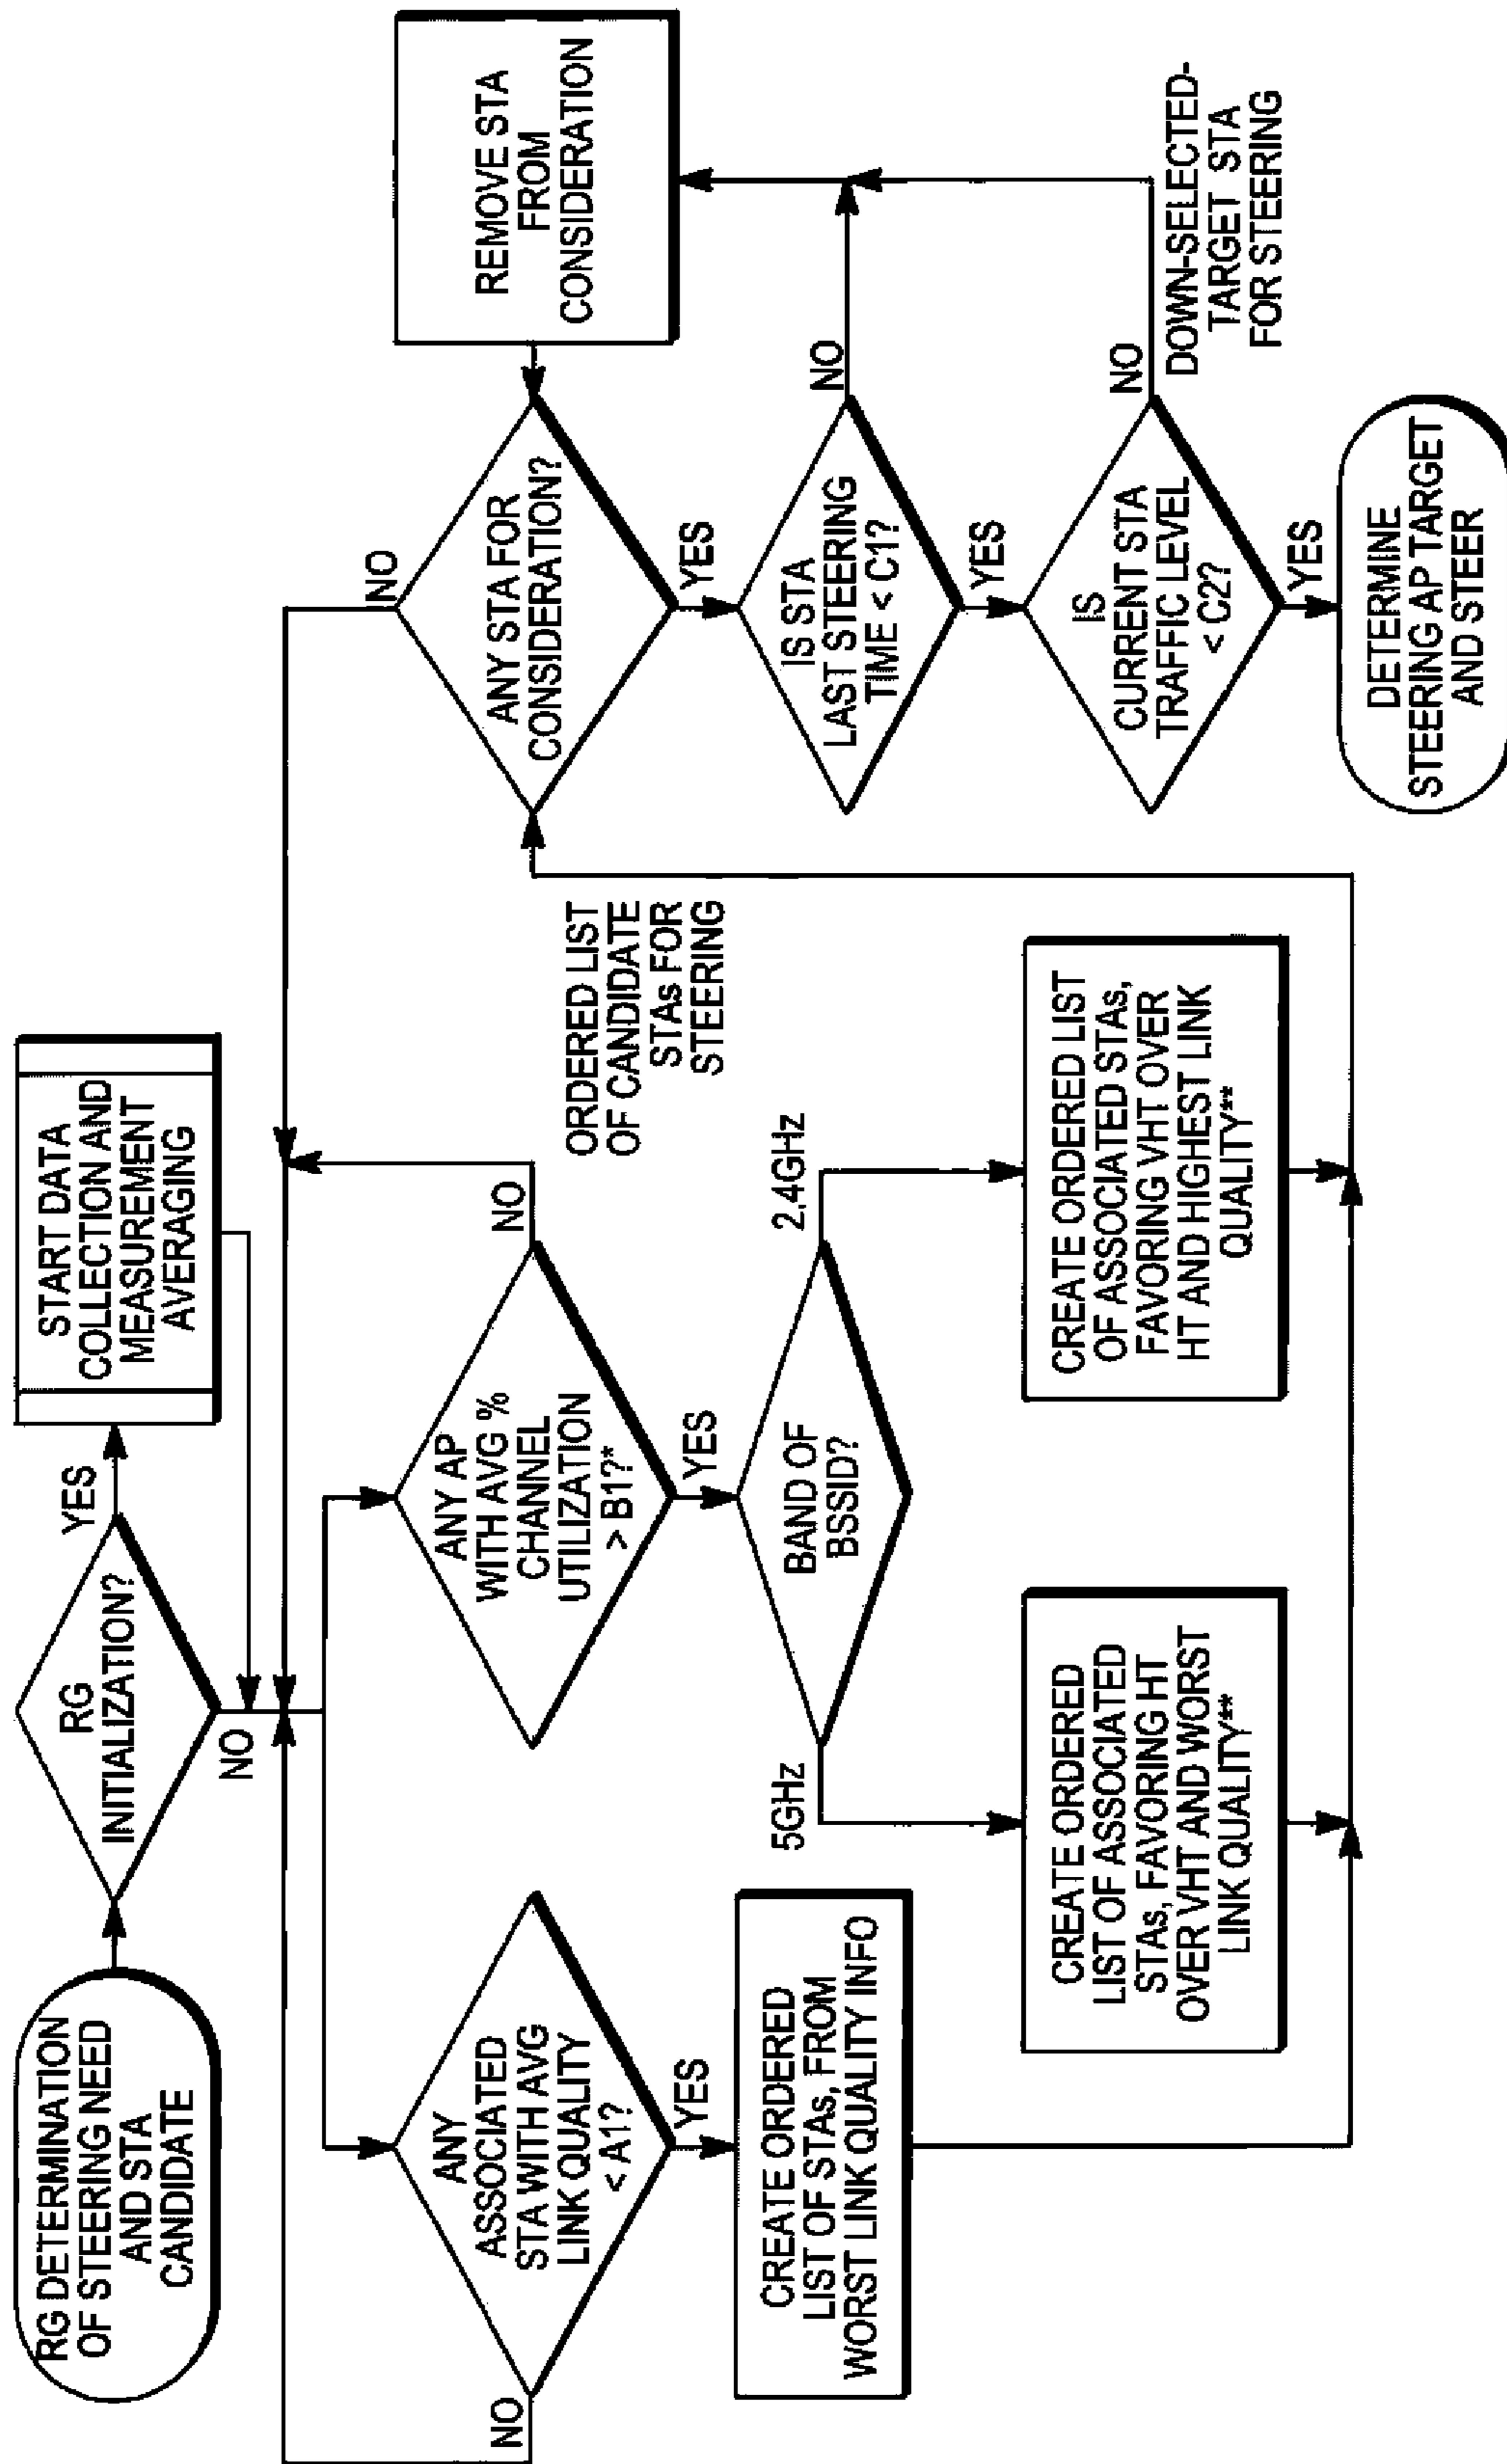 RG DETERMINATION
OF STEERING NEED
AND STA
CANDIDATE
RG
INITIALIZATION?
YES
NO
START DATA
COLLECTION AND
MEASUREMENT
AVERAGING
ANY
ASSOCIATED
STA WITH AVG
LINK QUALITY
< A1?
NO
YES
CREATE ORDERED
LIST OF STAs, FROM
WORST LINK QUALITY INFO
ANY AP
WITH AVG %
CHANNEL
UTILIZATION
> B1?*
NO
YES
BAND OF
BSSID?
5GHz
2.4GHz
CREATE ORDERED
LIST OF ASSOCIATED
STAs, FAVORING HT
OVER VHT AND WORST
LINK QUALITY**
CREATE ORDERED LIST
OF ASSOCIATED STAs,
FAVORING VHT OVER
HT AND HIGHEST LINK
QUALITY**
ORDERED LIST
OF CANDIDATE
STAs FOR
STEERING
ANY STA FOR
CONSIDERATION?
NO
YES
REMOVE STA
FROM
CONSIDERATION
IS STA
LAST STEERING
TIME < C1?
NO
YES
IS
CURRENT STA
TRAFFIC LEVEL
< C2?
NO
YES
DOWN-SELECTED-
TARGET STA
FOR STEERING
DETERMINE
STEERING AP TARGET
AND STEER